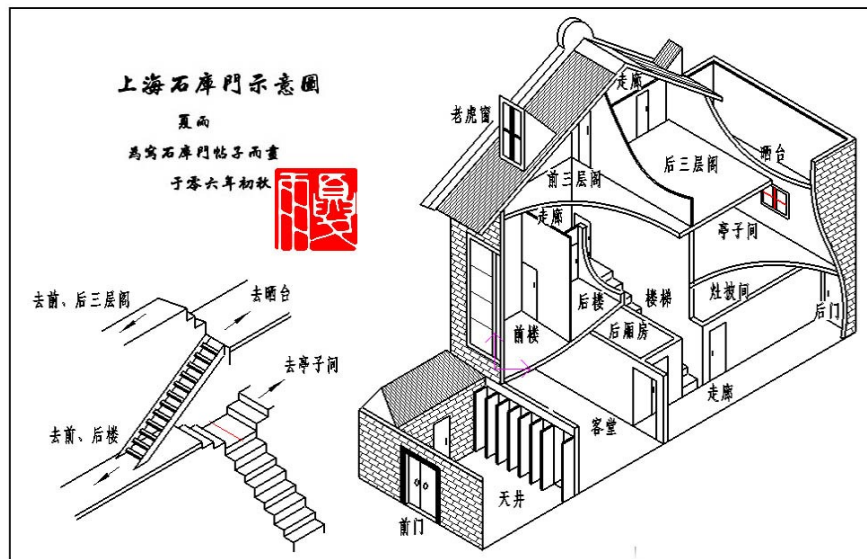 上海石庫門示意圖
夏雨
為寫石庫門帖子而畫
于零六年初秋
去前、后三层阁
去晒台
去亭子间
去前、后楼
走廊
老虎窗
晒台
后三层阁
前三层阁
走廊
亭子间
后楼
楼梯
灶披间
后门
前楼
后厢房
走廊
客堂
天井
前门